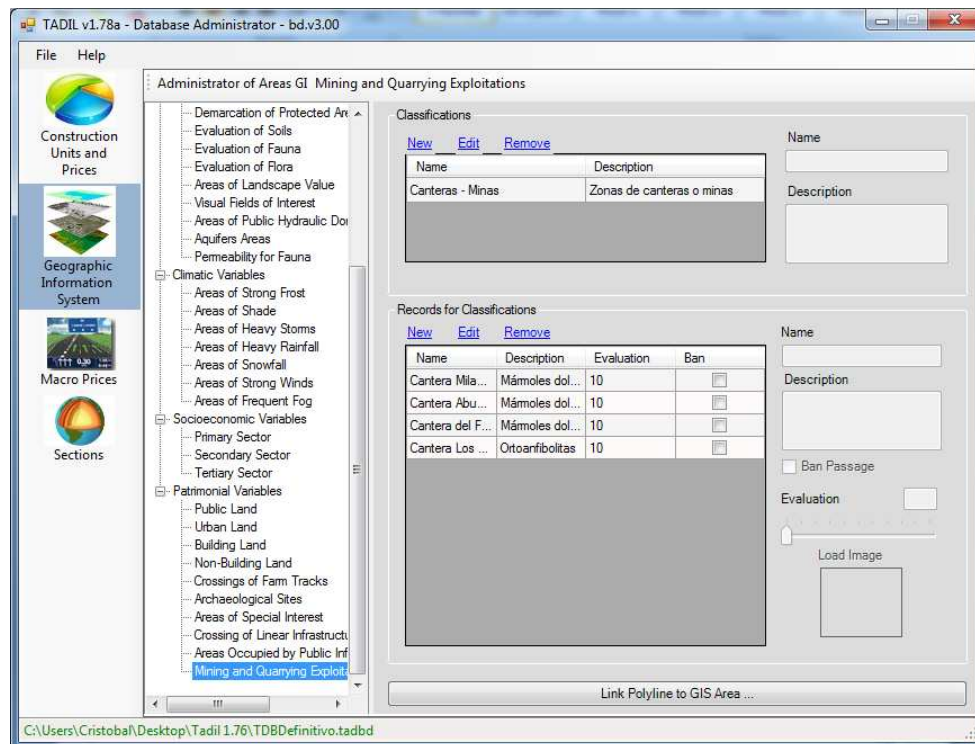 TADIL v1.78a - Database Administrator - bd.v3.00
File Help
Administrator of Areas GI Mining and Quarrying Exploitations
Construction
Units and
Prices
Geographic
Information
System
Macro Prices
Sections
Demarcation of Protected Are
Evaluation of Soils
Evaluation of Fauna
Evaluation of Flora
Areas of Landscape Value
Visual Fields of Interest
Areas of Public Hydraulic Dor
Aquifers Areas
Permeability for Fauna
Climatic Variables
Areas of Strong Frost
Areas of Shade
Areas of Heavy Storms
Areas of Heavy Rainfall
Areas of Snowfall
Areas of Strong Winds
Areas of Frequent Fog
Socioeconomic Variables
Primary Sector
Secondary Sector
Tertiary Sector
Patrimonial Variables
Public Land
Urban Land
Building Land
Non-Building Land
Crossings of Farm Tracks
Archaeological Sites
Areas of Special Interest
Crossing of Linear Infrastructu
Areas Occupied by Public Inf
Mining and Quarrying Exploita
Classifications
New Edit Remove
Name Description
Canteras - Minas Zonas de canteras o minas
Name
Description
Records for Classifications
New Edit Remove
Name Description Evaluation Ban
Cantera Mila... Mármoles dol... 10
Cantera Abu... Mármoles dol... 10
Cantera del F... Mármoles dol... 10
Cantera Los ... Ortoanfibolitas 10
Name
Description
Ban Passage
Evaluation
Load Image
Link Polyline to GIS Area ...
C:\Users\Cristobal\Desktop\Tadil 1.76\TDBDefinitivo.tadbd